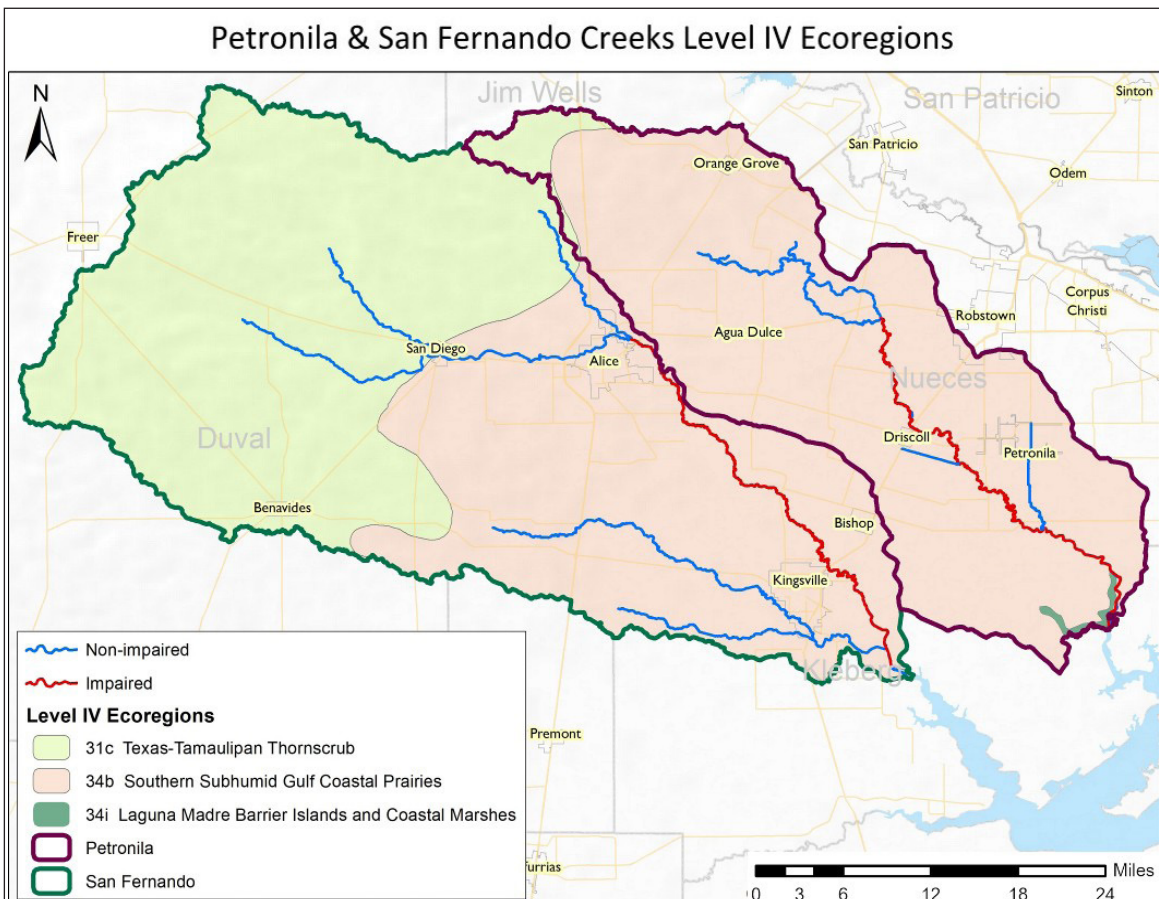 Petronila & San Fernando Creeks Level IV Ecoregions
N
Jim Wells
San Patricio
Sinton
San Patricio
Orange Grove
Odem
Freer
Corpus
Christi
Robstown
San Diego
Alice
Agua Dulce
Nueces
Duval
Driscoll
Petronila
Benavides
Bishop
Kingsville
Kleberg
Premont
furrias
Non-impaired
Impaired
Level IV Ecoregions
31c Texas-Tamaulipan Thornscrub
34b Southern Subhumid Gulf Coastal Prairies
34i Laguna Madre Barrier Islands and Coastal Marshes
Petronila
San Fernando
Miles
0 3 6 12 18 24